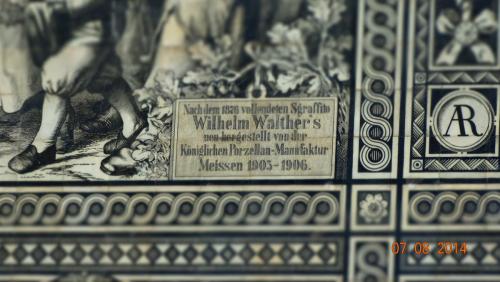 Nach dem 1876 vollendeten Sgraffito
Wilhelm Walther's
neu hergestellt von der
Königlichen Porzellan-Manufaktur
Meissen 1905-1906.
AR
07 08 2014